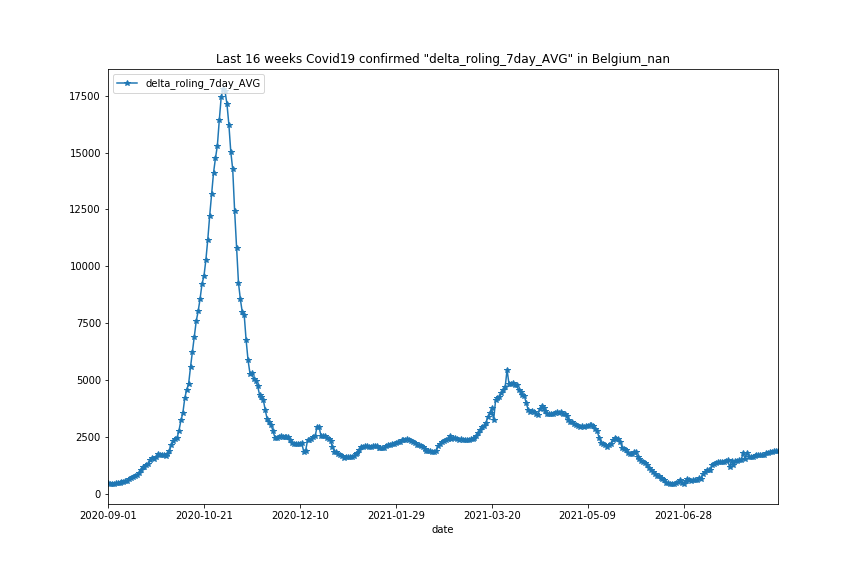 Last 16 weeks Covid19 confirmed "delta_roling_7day_AVG" in Belgium_nan
delta_roling_7day_AVG
17500
15000
12500
10000
7500
5000
2500
0
2020-09-01 2020-10-21 2020-12-10 2021-01-29 2021-03-20 2021-05-09 2021-06-28
date